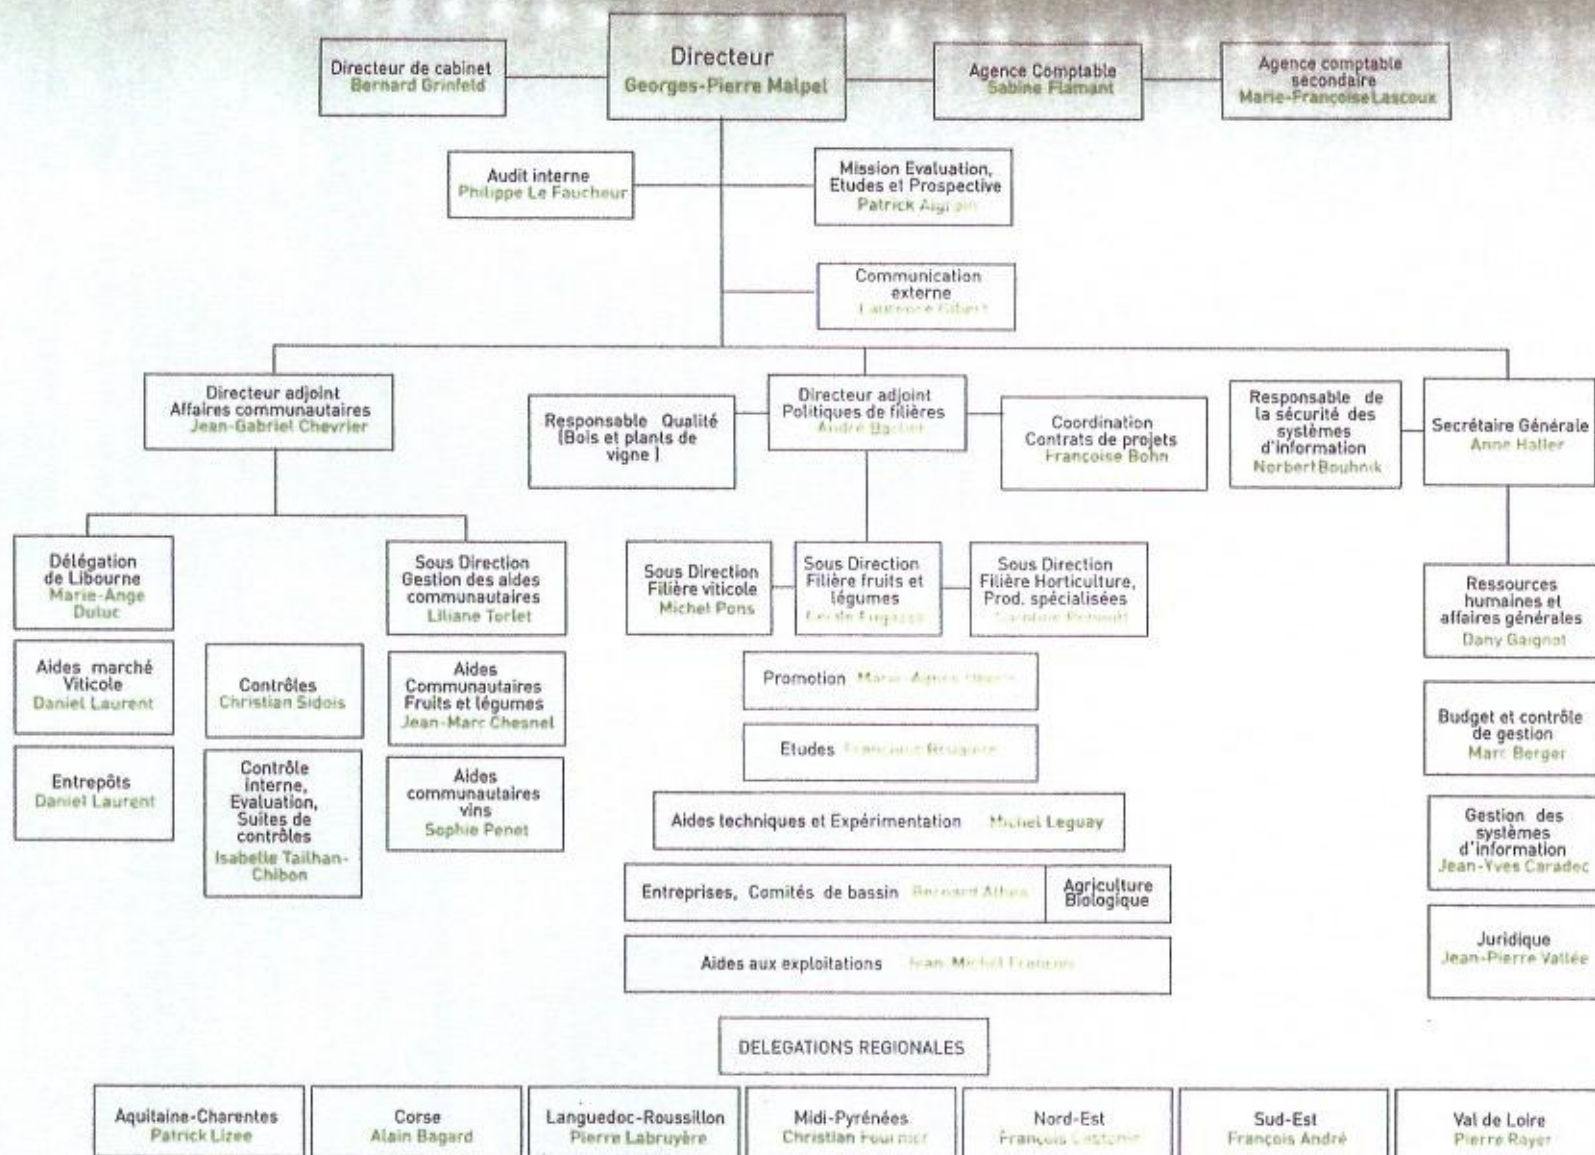 Directeur de cabinet
Bernard Grinfeld
Directeur
Georges-Pierre Malpel
Agence Comptable
Sabine Flamant
Agence comptable
secondaire
Marie-Françoise Lascoux
Audit interne
Philippe Le Faucheur
Mission Evaluation,
Etudes et Prospective
Patrick
Communication
externe
Directeur adjoint
Affaires communautaires
Jean-Gabriel Chevrier
Responsable Qualité
(Bois et plants de
vigne )
Directeur adjoint
Politiques de filières
André
Coordination
Contrats de projets
Françoise Bohn
Responsable de
la sécurité des
systèmes
d'information
Norbert Bouhnik
Secrétaire Générale
Anne Haller
Délégation
de Libourne
Marie-Ange
Duluc
Sous Direction
Gestion des aides
communautaires
Liliane Torlet
Sous Direction
Filière viticole
Michel Pons
Sous Direction
Filière fruits et
légumes
Sous Direction
Filière Horticulture,
Prod. spécialisées
Ressources
humaines et
affaires générales
Dany Gaignot
Aides marché
Viticole
Daniel Laurent
Contrôles
Christian Sidois
Aides
Communautaires
Fruits et légumes
Jean-Marc Chesnel
Promotion
Budget et contrôle
de gestion
Marc Berger
Entrepôts
Daniel Laurent
Contrôle
interne,
Evaluation,
Suites de
contrôles
Isabelle Tailhan-
Chibon
Aides
communautaires
vins
Sophie Penet
Etudes
Aides techniques et Expérimentation Michel Leguay
Gestion des
systèmes
d'information
Jean-Yves Caradec
Entreprises, Comités de bassin Bernard
Agriculture
Biologique
Aides aux exploitations Jean-Michel
Juridique
Jean-Pierre Vallée
DELEGATIONS REGIONALES
Aquitaine-Charentes
Patrick Lizee
Corse
Alain Bagard
Languedoc-Roussillon
Pierre Labruyère
Midi-Pyrénées
Christian Fournier
Nord-Est
François
Sud-Est
François André
Val de Loire
Pierre Royer